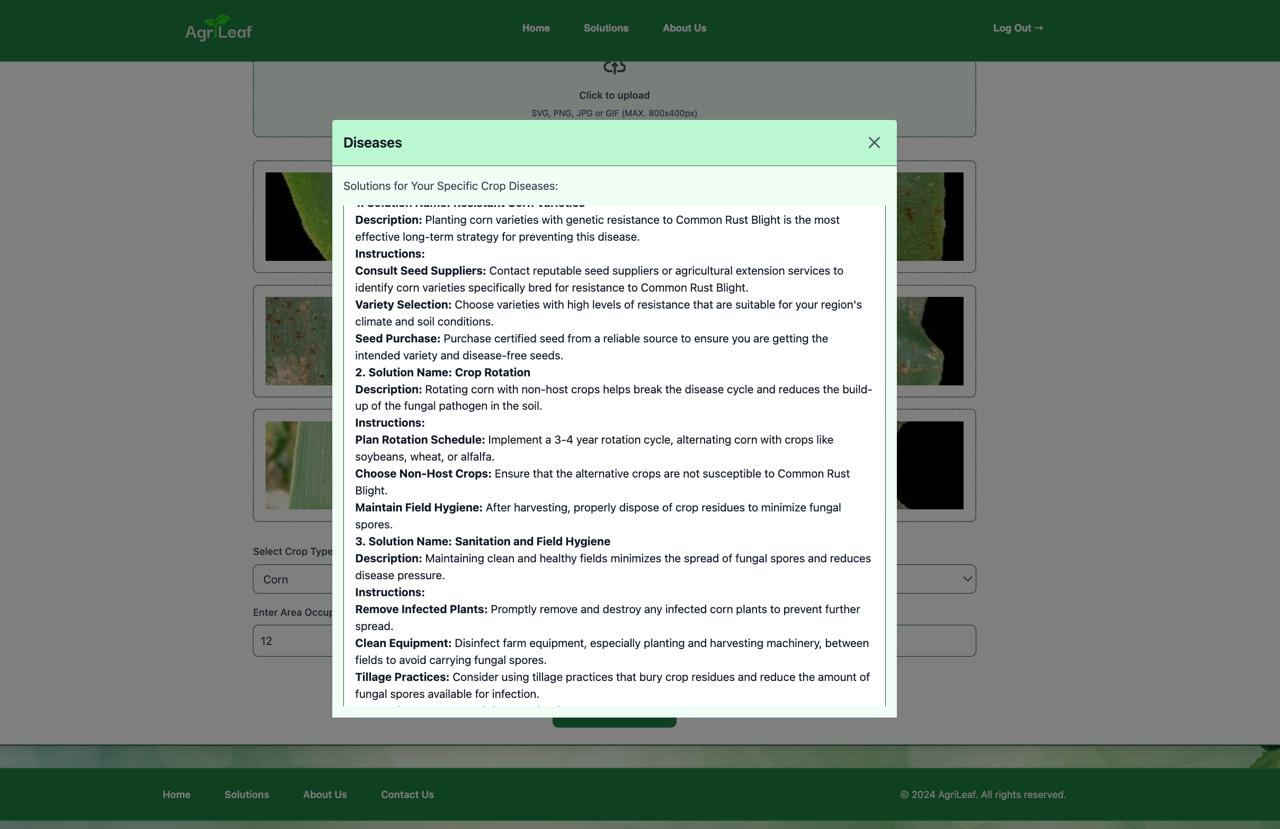 AgriLeaf
Home Solutions About Us Log Out →
Click to upload
SVG, PNG, JPG or GIF (MAX. 800x400px)
Diseases
Solutions for Your Specific Crop Diseases:
1. Solution Name: Resistant Corn Varieties
Description: Planting corn varieties with genetic resistance to Common Rust Blight is the most
effective long-term strategy for preventing this disease.
Instructions:
Consult Seed Suppliers: Contact reputable seed suppliers or agricultural extension services to
identify corn varieties specifically bred for resistance to Common Rust Blight.
Variety Selection: Choose varieties with high levels of resistance that are suitable for your region's
climate and soil conditions.
Seed Purchase: Purchase certified seed from a reliable source to ensure you are getting the
intended variety and disease-free seeds.
2. Solution Name: Crop Rotation
Description: Rotating corn with non-host crops helps break the disease cycle and reduces the build-
up of the fungal pathogen in the soil.
Instructions:
Plan Rotation Schedule: Implement a 3-4 year rotation cycle, alternating corn with crops like
soybeans, wheat, or alfalfa.
Choose Non-Host Crops: Ensure that the alternative crops are not susceptible to Common Rust
Blight.
Maintain Field Hygiene: After harvesting, properly dispose of crop residues to minimize fungal
spores.
3. Solution Name: Sanitation and Field Hygiene
Description: Maintaining clean and healthy fields minimizes the spread of fungal spores and reduces
disease pressure.
Instructions:
Remove Infected Plants: Promptly remove and destroy any infected corn plants to prevent further
spread.
Clean Equipment: Disinfect farm equipment, especially planting and harvesting machinery, between
fields to avoid carrying fungal spores.
Tillage Practices: Consider using tillage practices that bury crop residues and reduce the amount of
fungal spores available for infection.
Select Crop Type
Corn
Enter Area Occup
12
Home Solutions About Us Contact Us © 2024 AgriLeaf. All rights reserved.